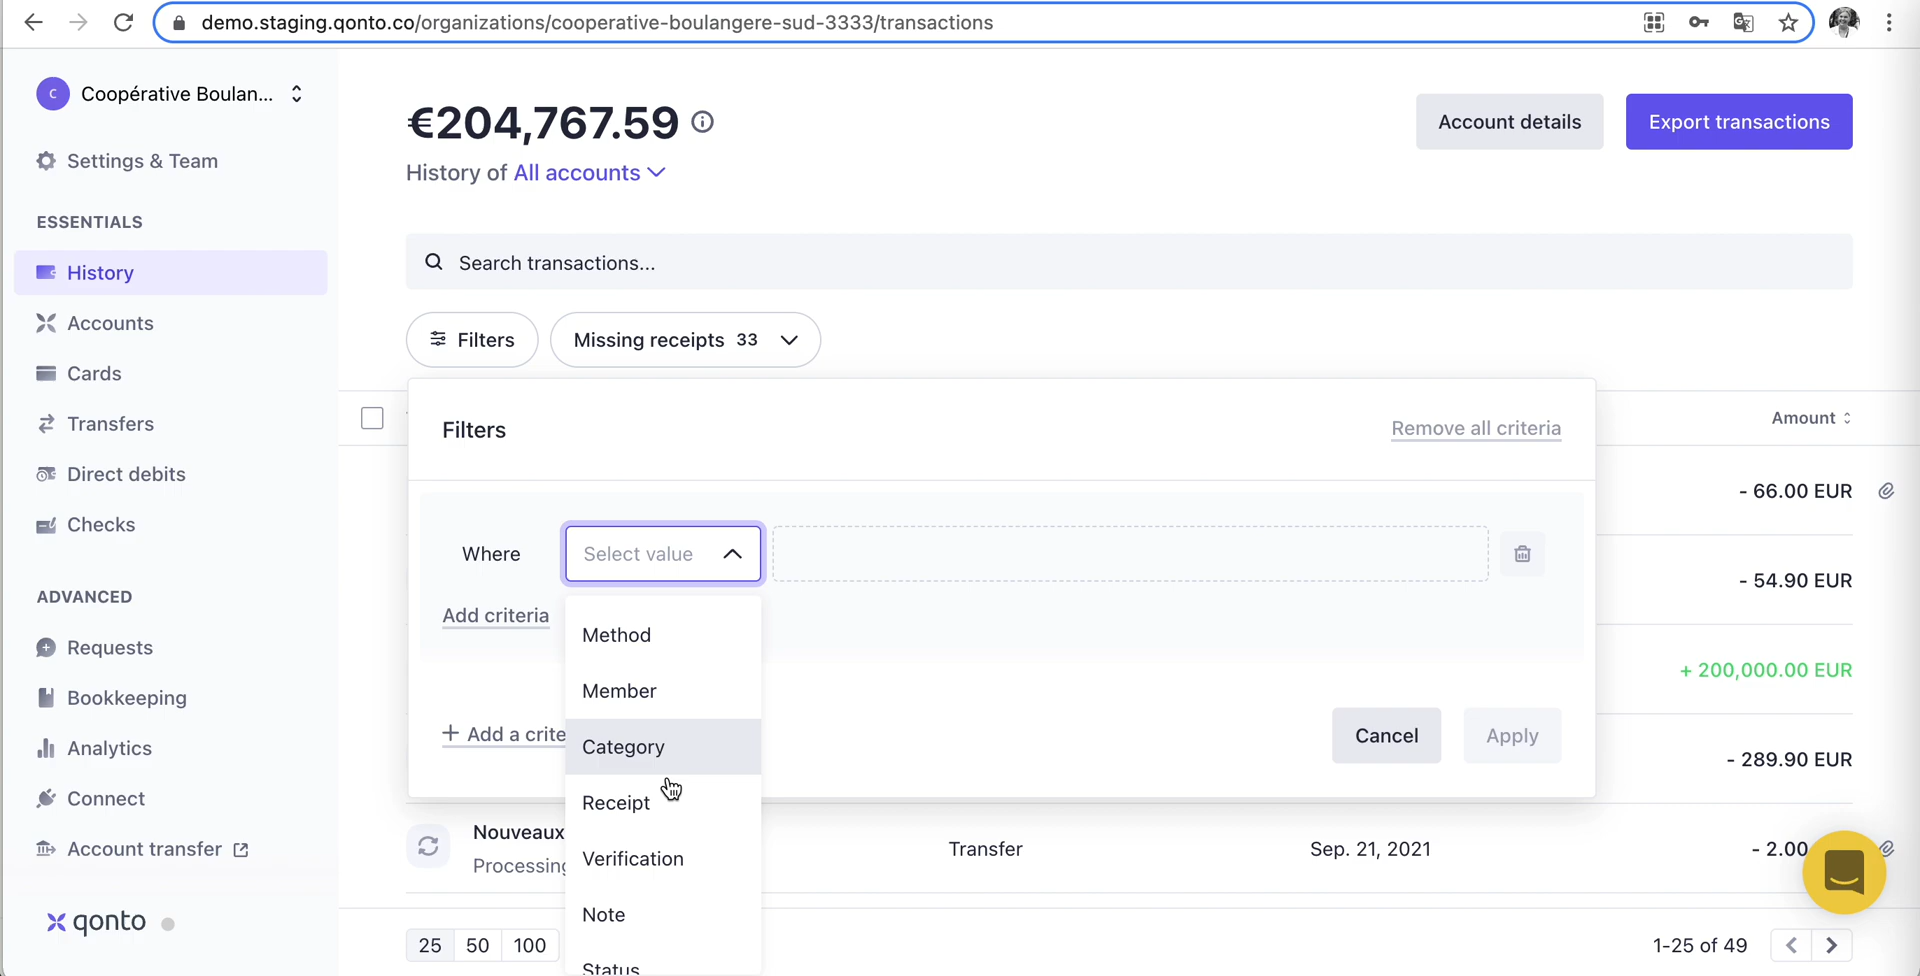 demo.staging.qonto.co/organizations/cooperative-boulangere-sud-3333/transactions
C
Coopérative Boulan...
Settings & Team
ESSENTIALS
History
Accounts
Cards
Transfers
Direct debits
Checks
ADVANCED
Requests
Bookkeeping
Analytics
Connect
Account transfer
qonto
€204,767.59
History of All accounts
Account details
Export transactions
Search transactions...
Filters
Missing receipts 33
Amount
Filters
Remove all criteria
Where
Select value
Add criteria
Method
Member
Category
Receipt
Verification
Note
Status
+ Add a crite
Cancel
Apply
- 66.00 EUR
- 54.90 EUR
+ 200,000.00 EUR
- 289.90 EUR
Nouveaux
Processing
Transfer
Sep. 21, 2021
- 2.00
25 50 100
1-25 of 49